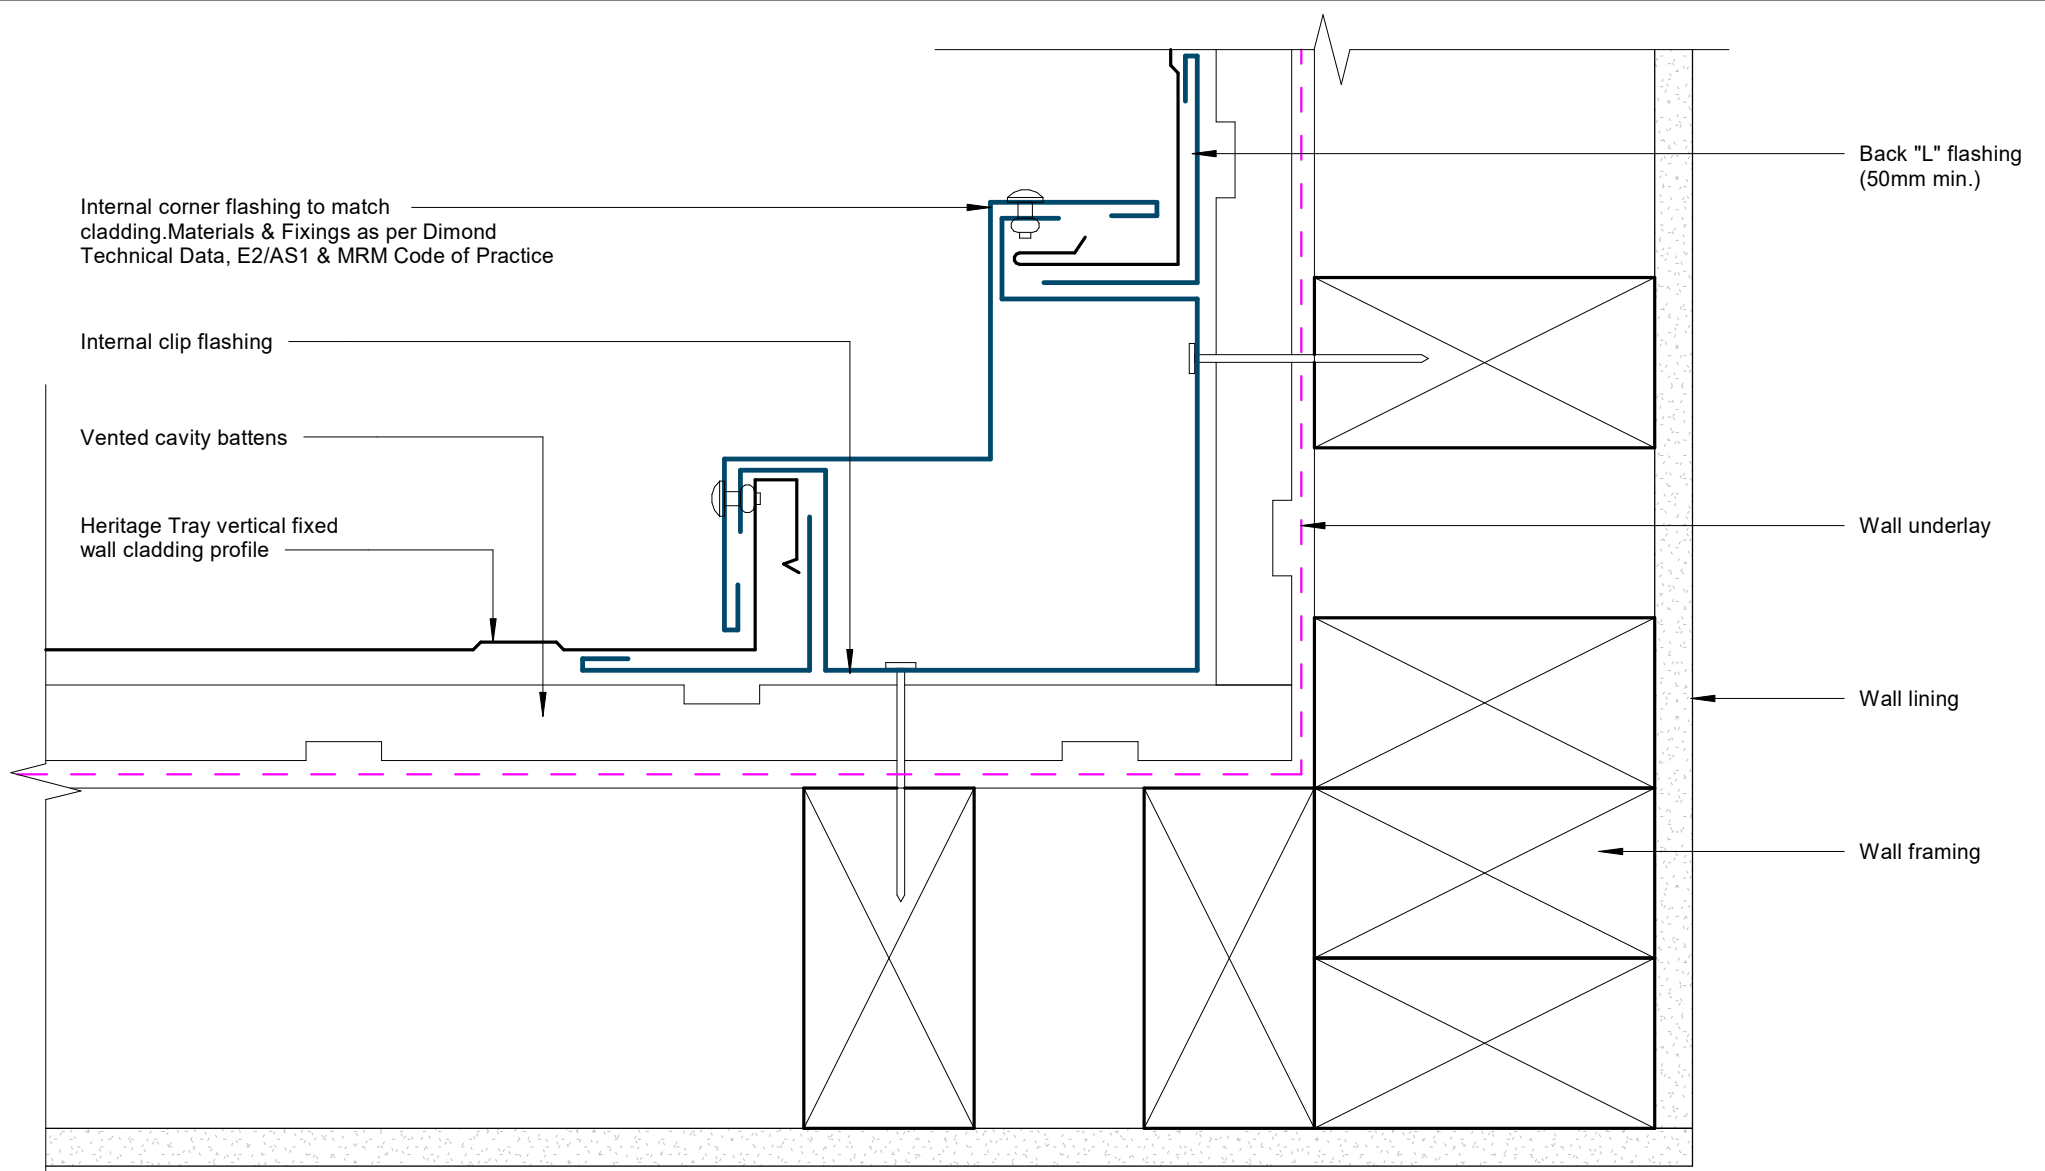 Internal corner flashing to match
cladding.Materials & Fixings as per Dimond
Technical Data, E2/AS1 & MRM Code of Practice
Internal clip flashing
Vented cavity battens
Heritage Tray vertical fixed
wall cladding profile
Back "L" flashing
(50mm min.)
Wall underlay
Wall lining
Wall framing